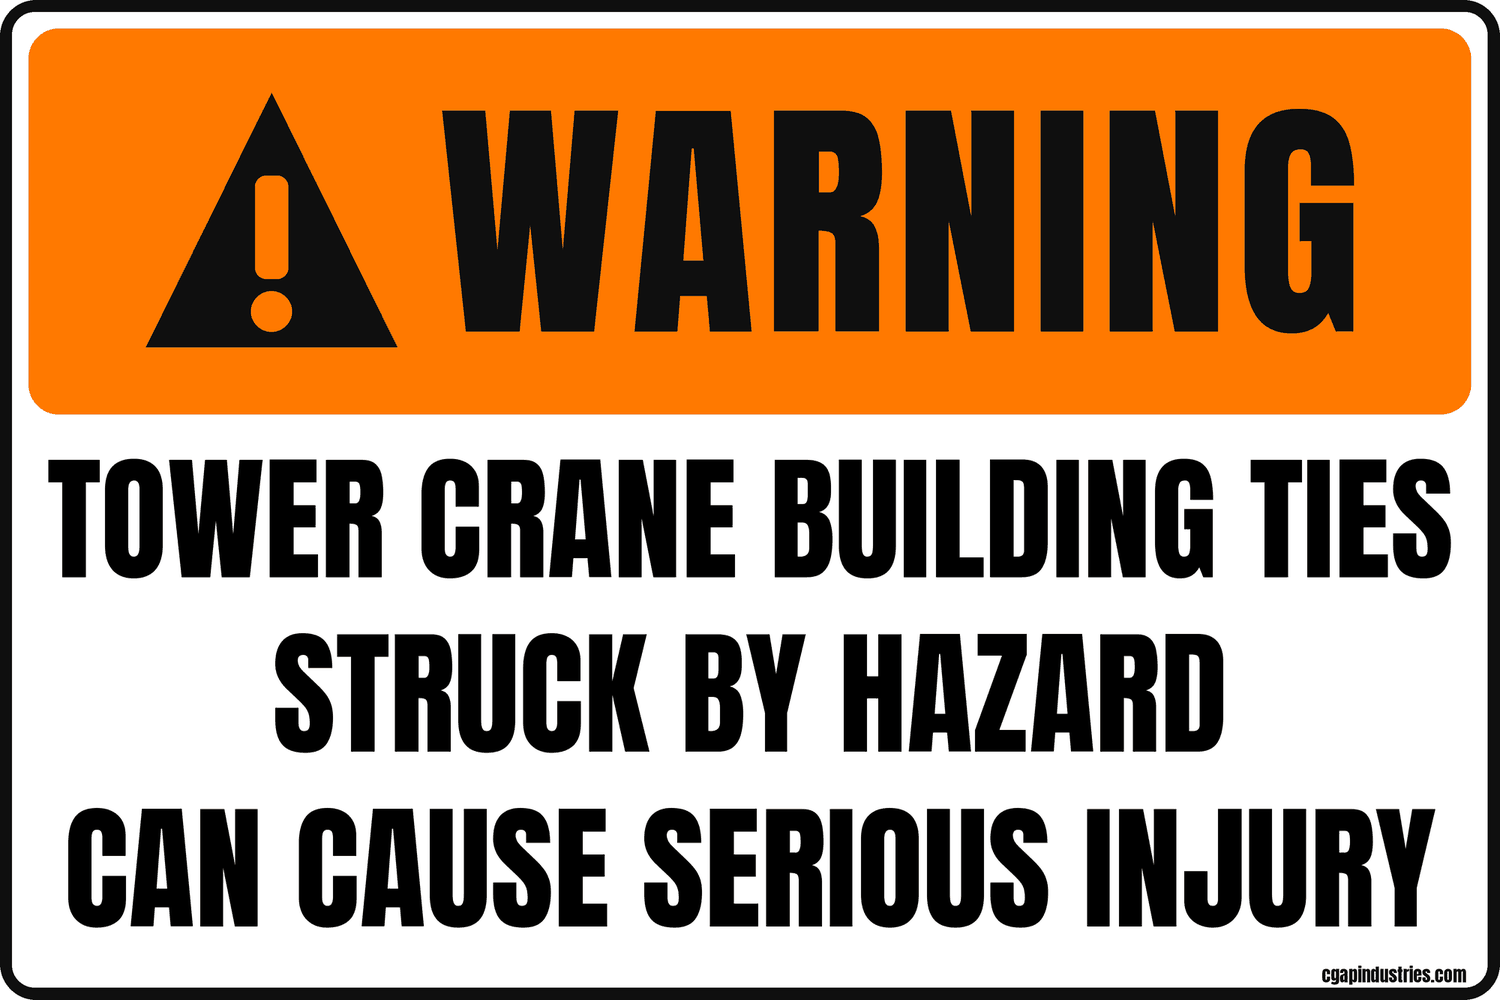 WARNING
TOWER CRANE BUILDING TIES
STRUCK BY HAZARD
CAN CAUSE SERIOUS INJURY
cgapindustries.com